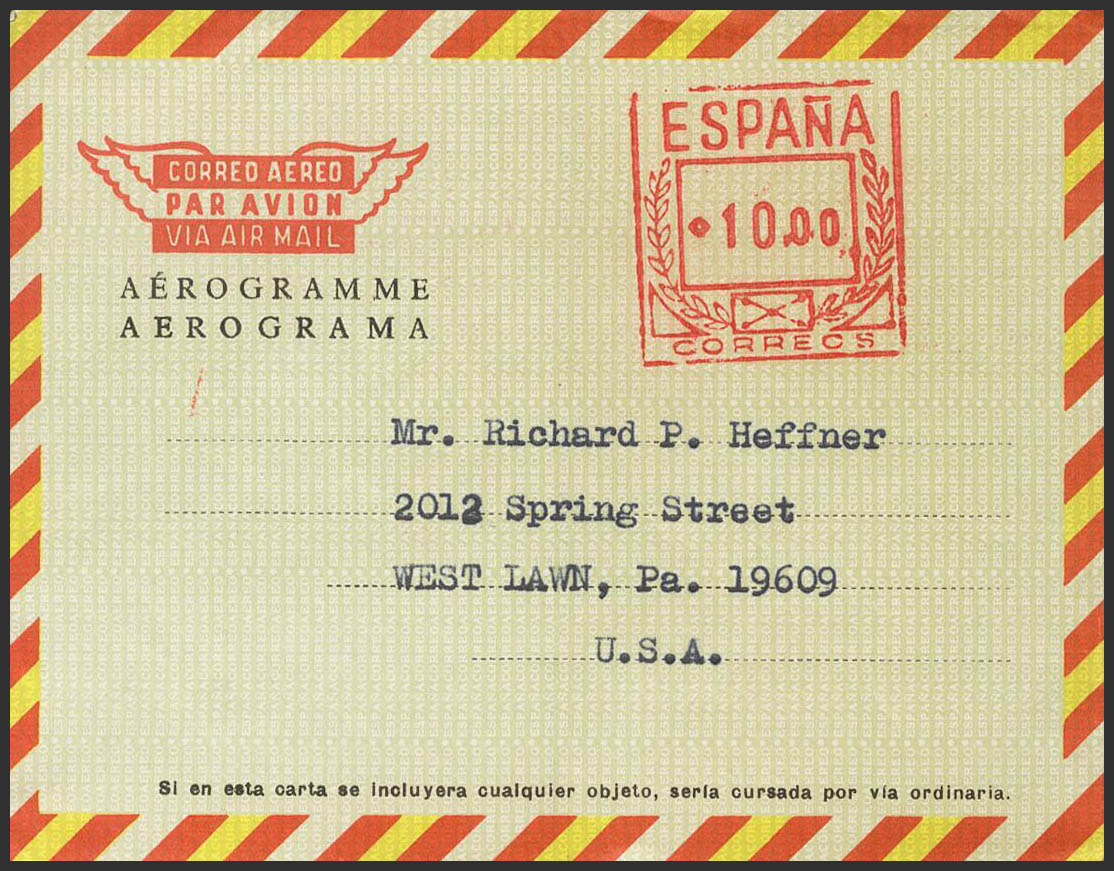 CORREO AEREO
PAR AVION
VIA AIR MAIL
AÉROGRAMME
AEROGRAMA
ESPAÑA
10.00
CORREOS
Mr. Richard P. Heffner
2012 Spring Street
WEST LAWN, Pa. 19609
U.S.A.
Si en esta carta se incluyera cualquier objeto, sería cursada por vía ordinaria.